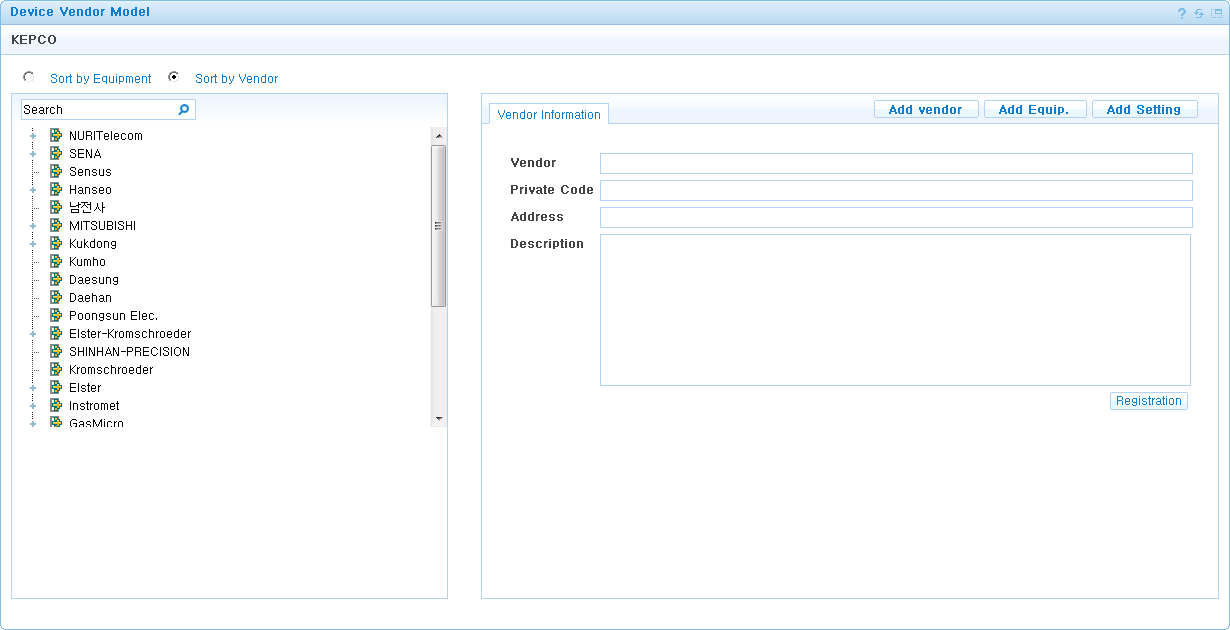 Device Vendor Model
KEPCO
Sort by Equipment Sort by Vendor
Search
NURITelecom
SENA
Sensus
Hanseo
남전사
MITSUBISHI
Kukdong
Kumho
Daesung
Daehan
Poongsun Elec.
Elster-Kromschroeder
SHINHAN-PRECISION
Kromschroeder
Elster
Instromet
GasMicro
Vendor Information
Add vendor
Add Equip.
Add Setting
Vendor
Private Code
Address
Description
Registration